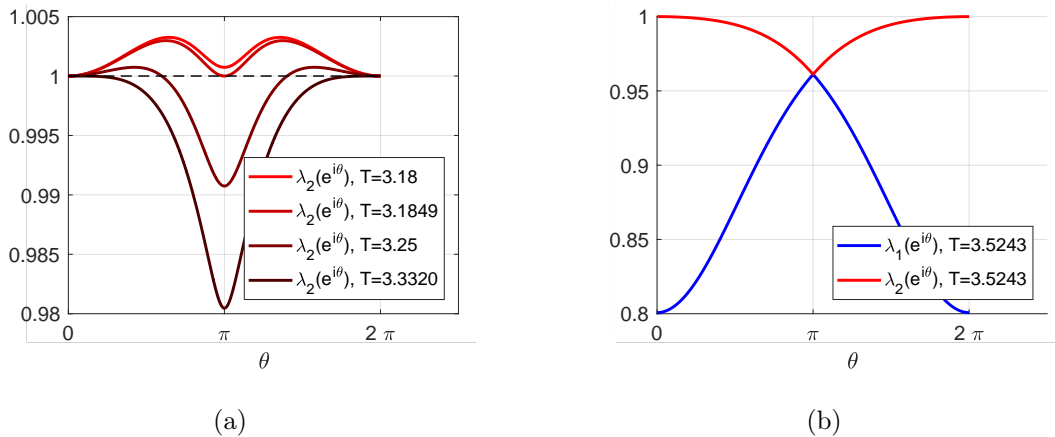 1.005
1
0.995
0.99
0.985
0.98
0
π
2 π
θ
λ₂(e^{iθ}), T=3.18
λ₂(e^{iθ}), T=3.1849
λ₂(e^{iθ}), T=3.25
λ₂(e^{iθ}), T=3.3320
(a)
1
0.95
0.9
0.85
0.8
0
π
2 π
θ
λ₁(e^{iθ}), T=3.5243
λ₂(e^{iθ}), T=3.5243
(b)